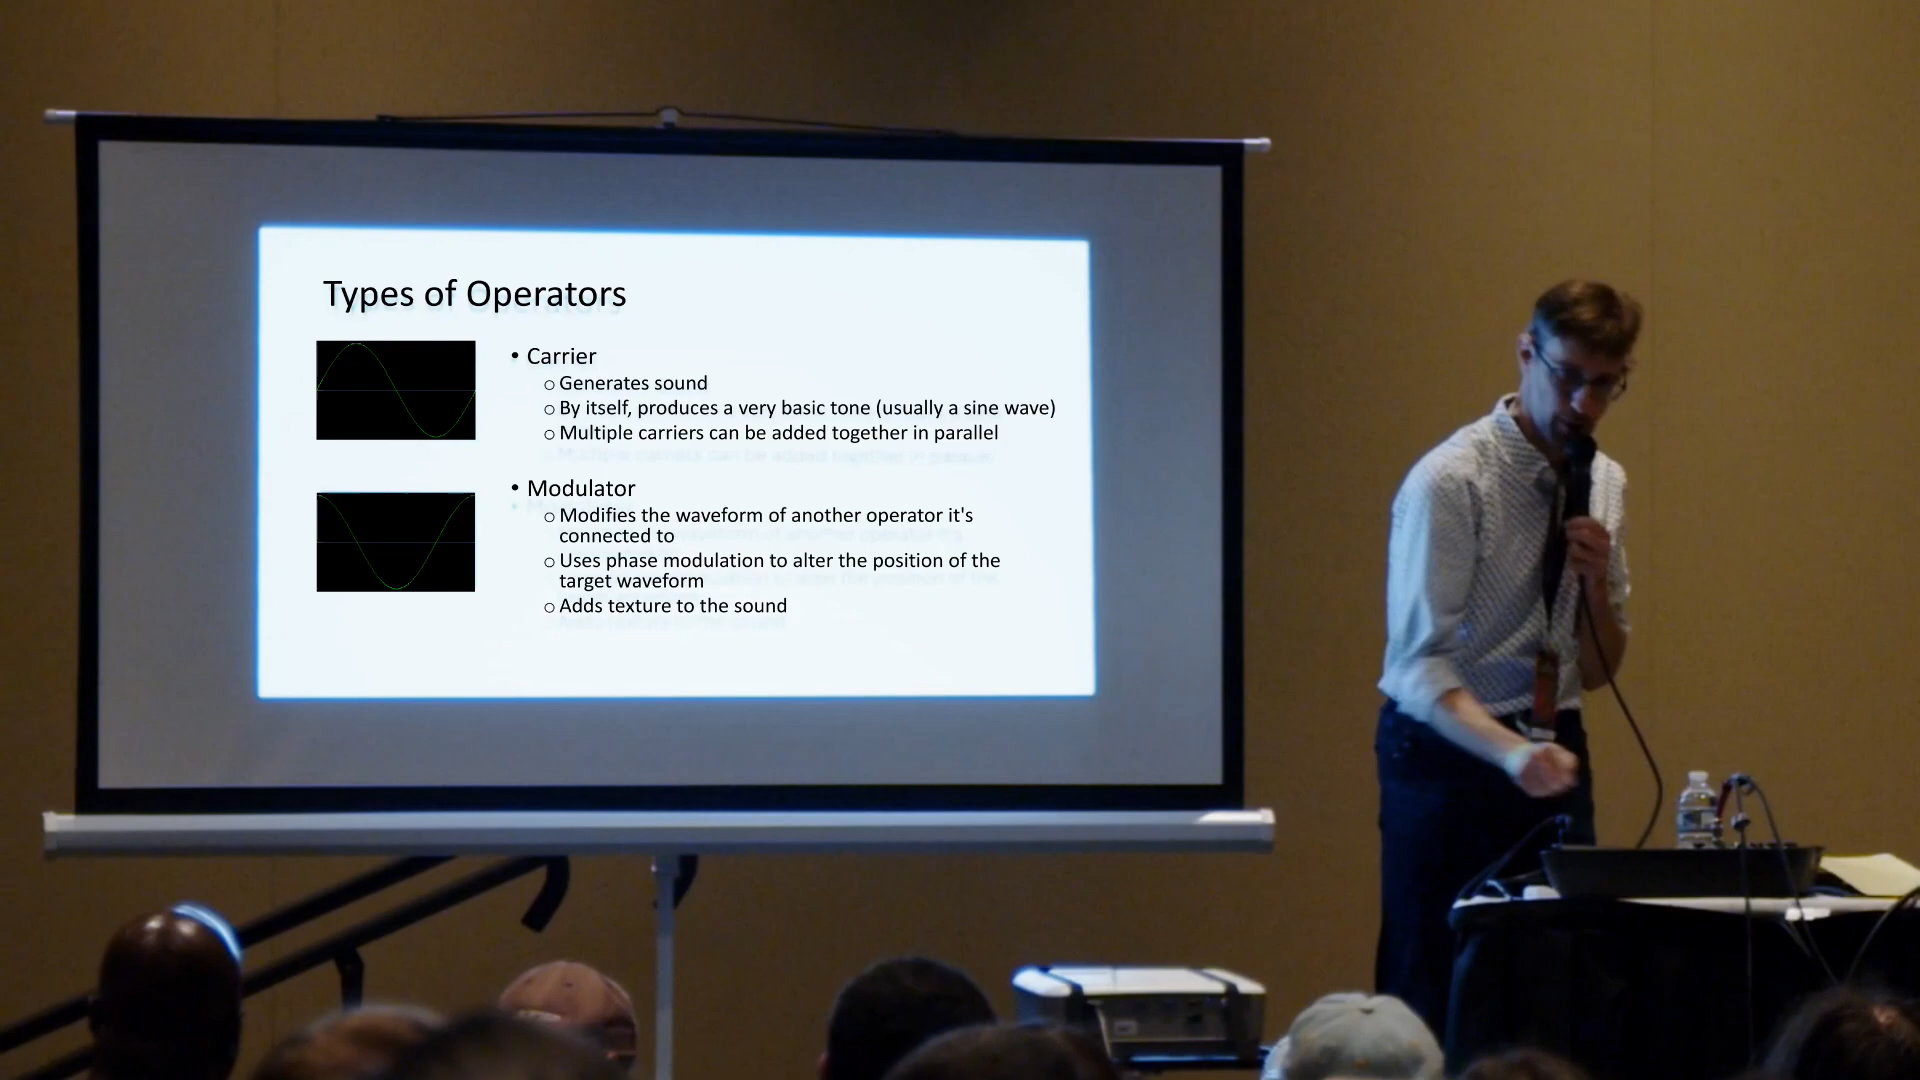 Types of Operators
• Carrier
○ Generates sound
○ By itself, produces a very basic tone (usually a sine wave)
○ Multiple carriers can be added together in parallel
• Modulator
○ Modifies the waveform of another operator it's
connected to
○ Uses phase modulation to alter the position of the
target waveform
○ Adds texture to the sound